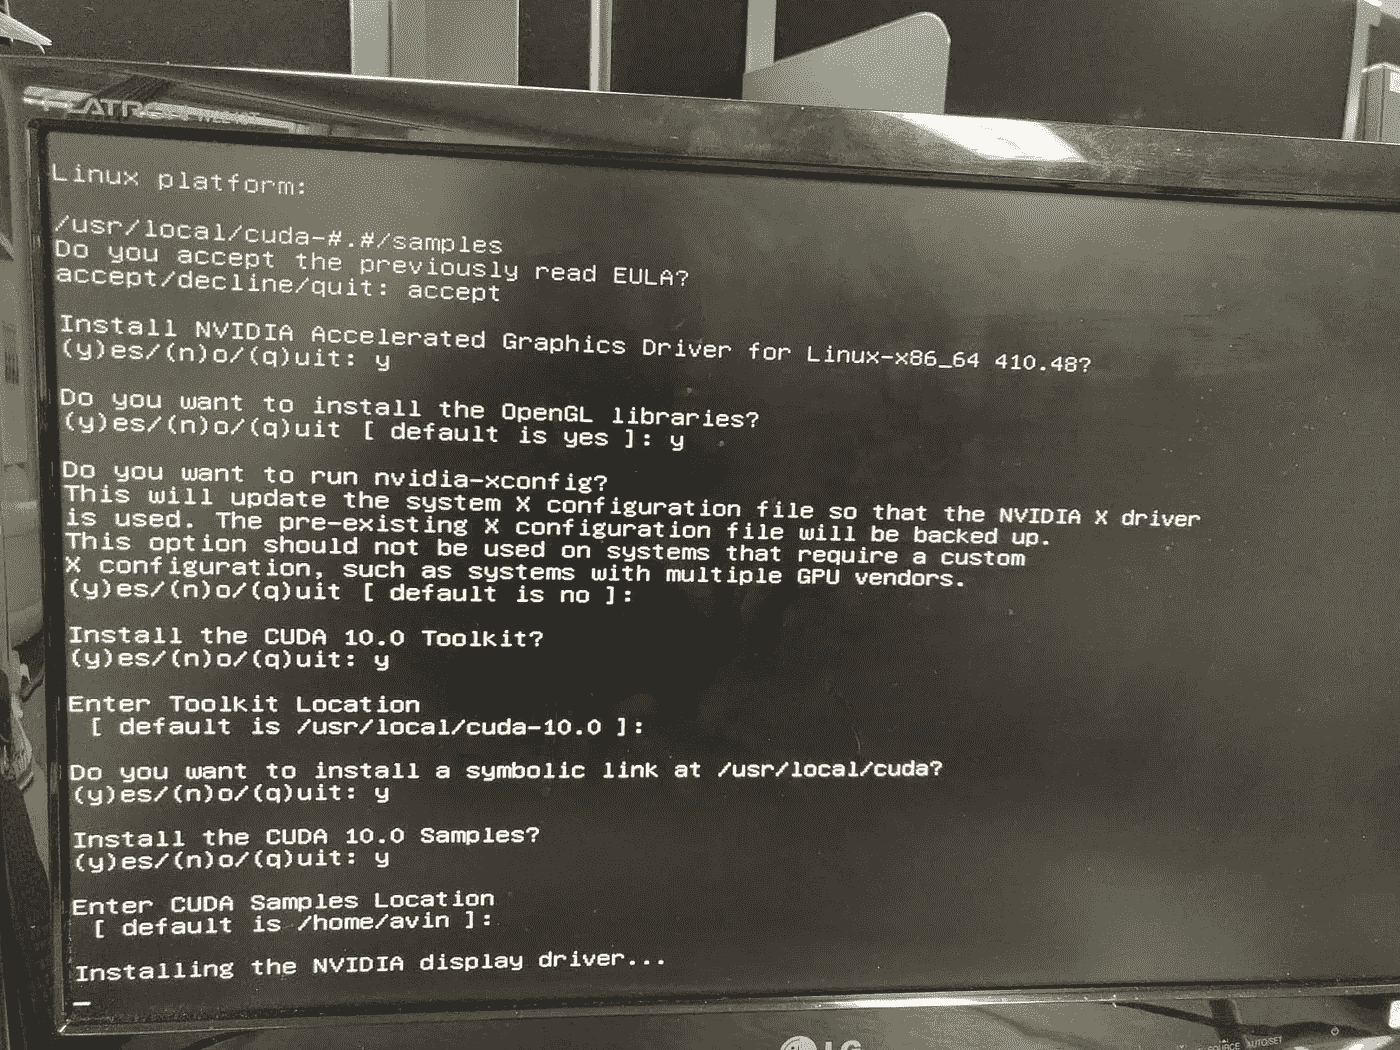 FLATRON
Linux platform:
/usr/local/cuda-#.#/samples
Do you accept the previously read EULA?
accept/decline/quit: accept
Install NVIDIA Accelerated Graphics Driver for Linux-x86_64 410.48?
(y)es/(n)o/(q)uit: y
Do you want to install the OpenGL libraries?
(y)es/(n)o/(q)uit [ default is yes ]: y
Do you want to run nvidia-xconfig?
This will update the system X configuration file so that the NVIDIA X driver
is used. The pre-existing X configuration file will be backed up.
This option should not be used on systems that require a custom
X configuration, such as systems with multiple GPU vendors.
(y)es/(n)o/(q)uit [ default is no ]:
Install the CUDA 10.0 Toolkit?
(y)es/(n)o/(q)uit: y
Enter Toolkit Location
[ default is /usr/local/cuda-10.0 ]:
Do you want to install a symbolic link at /usr/local/cuda?
(y)es/(n)o/(q)uit: y
Install the CUDA 10.0 Samples?
(y)es/(n)o/(q)uit: y
Enter CUDA Samples Location
[ default is /home/avin ]:
Installing the NVIDIA display driver...
_
LG
SOURCE AUTO/SET